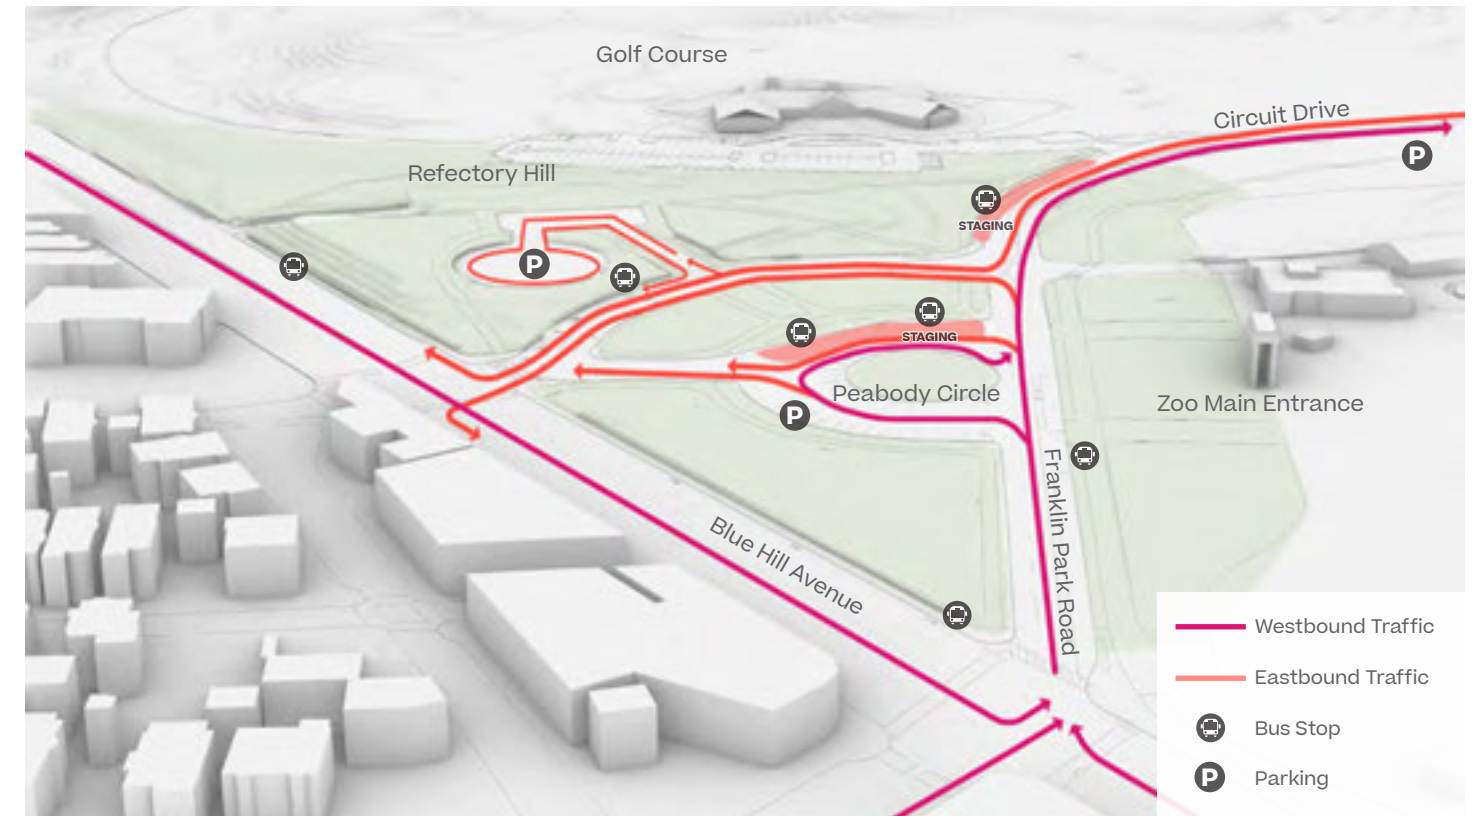 Golf Course
Circuit Drive
P
Refectory Hill
STAGING
P
STAGING
Peabody Circle
P
Zoo Main Entrance
Franklin Park Road
Blue Hill Avenue
Westbound Traffic
Eastbound Traffic
Bus Stop
P Parking